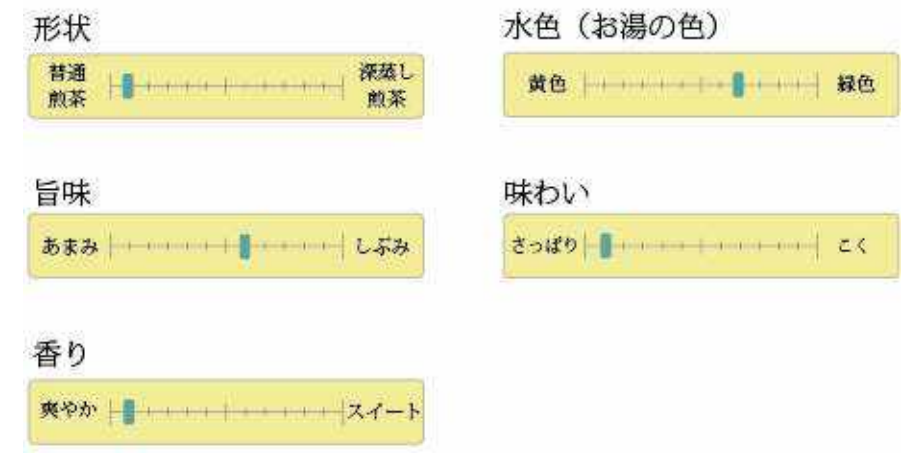 形状
普通
煎茶
深蒸し
煎茶
水色（お湯の色）
黄色
緑色
旨味
あまみ
しぶみ
味わい
さっぱり
こく
香り
爽やか
スイート